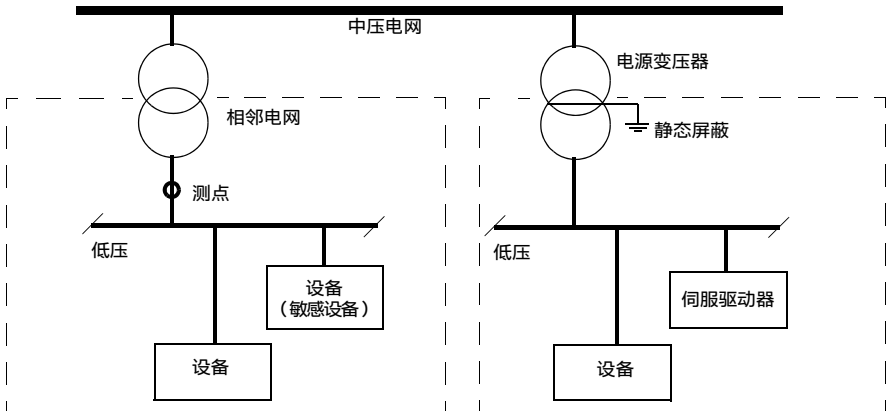 中压电网
电源变压器
相邻电网
静态屏蔽
测点
低压
低压
设备
（敏感设备）
伺服驱动器
设备
设备